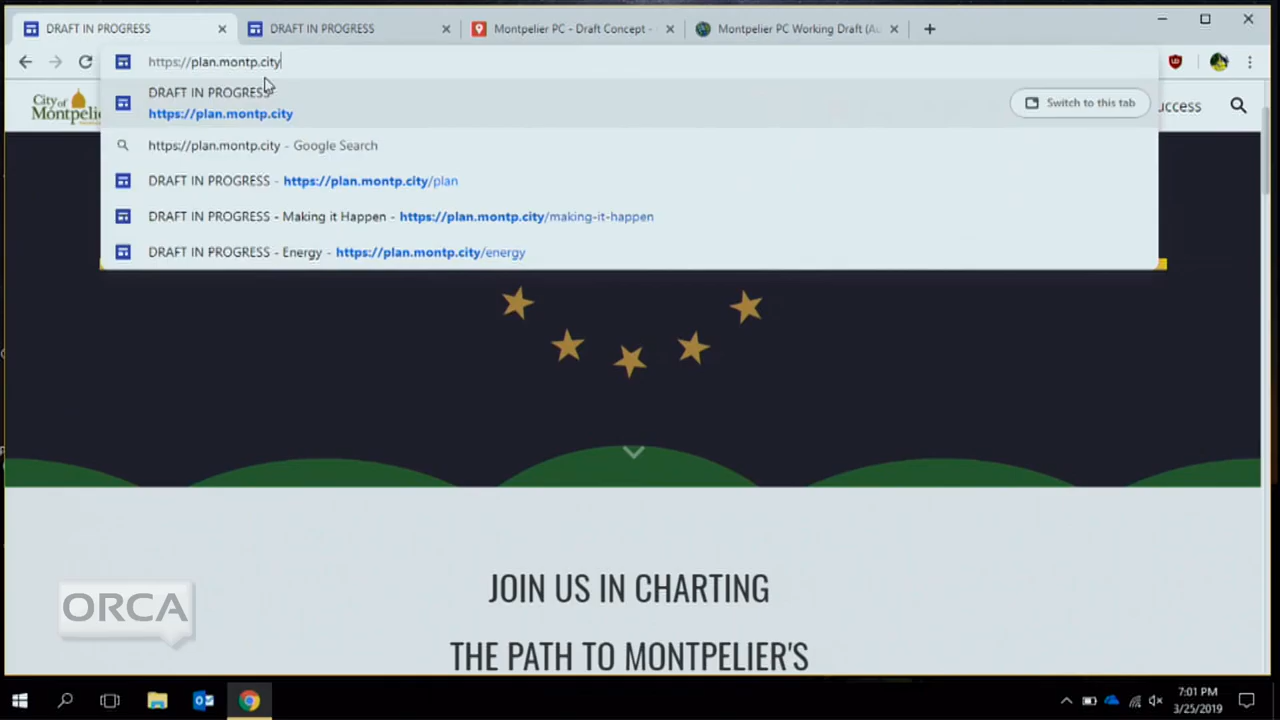 DRAFT IN PROGRESS
DRAFT IN PROGRESS
Montpelier PC - Draft Concept -
Montpelier PC Working Draft
https://plan.montp.city
DRAFT IN PROGRESS
https://plan.montp.city
Switch to this tab
https://plan.montp.city - Google Search
DRAFT IN PROGRESS - https://plan.montp.city/plan
DRAFT IN PROGRESS - Making it Happen - https://plan.montp.city/making-it-happen
DRAFT IN PROGRESS - Energy - https://plan.montp.city/energy
City of
Montpelie
uccess
JOIN US IN CHARTING
THE PATH TO MONTPELIER'S
ORCA
7:01 PM
3/25/2019